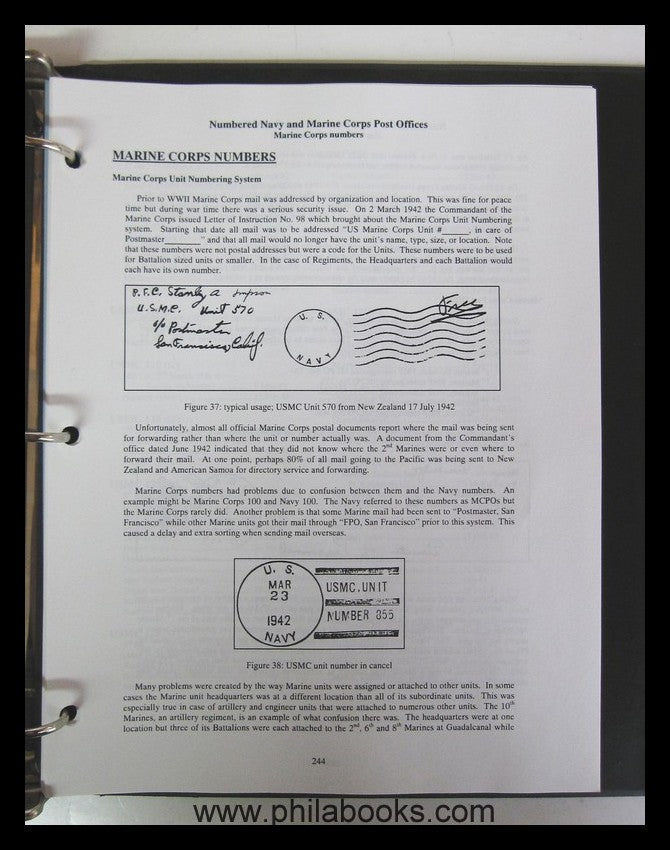 Numbered Navy and Marine Corps Post Offices
Marine Corps numbers
MARINE CORPS NUMBERS
Marine Corps Unit Numbering System
Prior to WWII Marine Corps mail was addressed by organization and location. This was fine for peace
time but during war time there was a serious security issue. On 2 March 1942 the Commandant of the
Marine Corps issued Letter of Instruction No. 98 which brought about the Marine Corps Unit Numbering
system. Starting that date all mail was to be addressed "US Marine Corps Unit #_____, in care of
Postmaster_______" and that all mail would no longer have the unit's name, type, size, or location. Note
that these numbers were not postal addresses but were a code for the Units. These numbers were to be used
for Battalion sized units or smaller. In the case of Regiments, the Headquarters and each Battalion would
each have its own number.
P.F.C. Stanly a
U.S.M.C. Unit 570
c/o Postmaster
San Francisco, Calif.
U. S.
NAVY
Free
Figure 37: typical usage; USMC Unit 570 from New Zealand 17 July 1942
Unfortunately, almost all official Marine Corps postal documents report where the mail was being sent
for forwarding rather than where the unit or number actually was. A document from the Commandant's
office dated June 1942 indicated that they did not know where the 2nd Marines were or even where to
forward their mail. At one point, perhaps 80% of all mail going to the Pacific was being sent to New
Zealand and American Samoa for directory service and forwarding.
Marine Corps numbers had problems due to confusion between them and the Navy numbers. An
example might be Marine Corps 100 and Navy 100. The Navy referred to these numbers as MCPOs but
the Marine Corps rarely did. Another problem is that some Marine mail had been sent to "Postmaster, San
Francisco" while other Marine units got their mail through "FPO, San Francisco" prior to this system. This
caused a delay and extra sorting when sending mail overseas.
U. S.
MAR
23
1942
NAVY
USMC.UNIT
NUMBER 855
Figure 38: USMC unit number in cancel
Many problems were created by the way Marine units were assigned or attached to other units. In some
cases the Marine unit headquarters was at a different location than all of its subordinate units. This was
especially true in case of artillery and engineer units that were attached to numerous other units. The 10th
Marines, an artillery regiment, is an example of what confusion there was. The headquarters were at one
location but three of its Battalions were each attached to the 2nd, 6th and 8th Marines at Guadalcanal while
244
www.philabooks.com